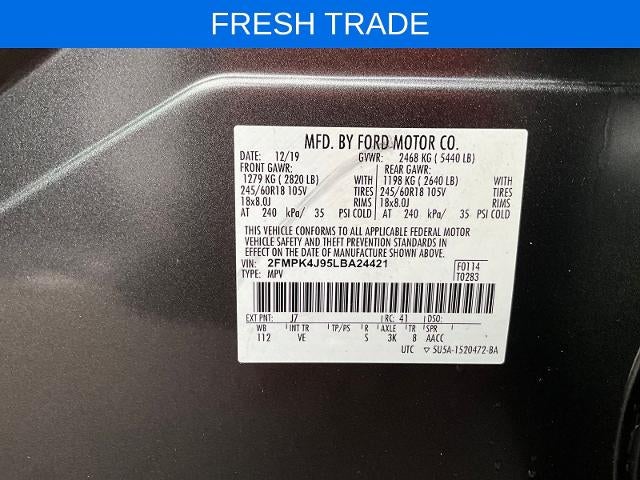 FRESH TRADE
MFD. BY FORD MOTOR CO.
12/19 GVWR: 2468 KG ( 5440 LB)
FRONT GAWR: REAR GAWR:
1279 KG ( 2820 LB) WITH 1198 KG ( 2640 LB) WITH
245/60R18 105V TIRES 245/60R18 105V TIRES
18x8.0J RIMS 18x8.0J RIMS
AT 240 kPa/ 35 PSI COLD AT 240 kPa/ 35 PSI COLD
THIS VEHICLE CONFORMS TO ALL APPLICABLE FEDERAL MOTOR
VEHICLE SAFETY AND THEFT PREVENTION STANDARDS IN
EFFECT ON THE DATE OF MANUFACTURE SHOWN ABOVE.
VIN: 2FMPK4J95LBA24421 F0114
TYPE: MPV T0283
EXT PNT: J7 RC: 41 DSO:
WB INT TR TP/PS R AXLE TR SPR
112 VE S 3K 8 AACC
UTC ▽ 5U5A-1520472-BA